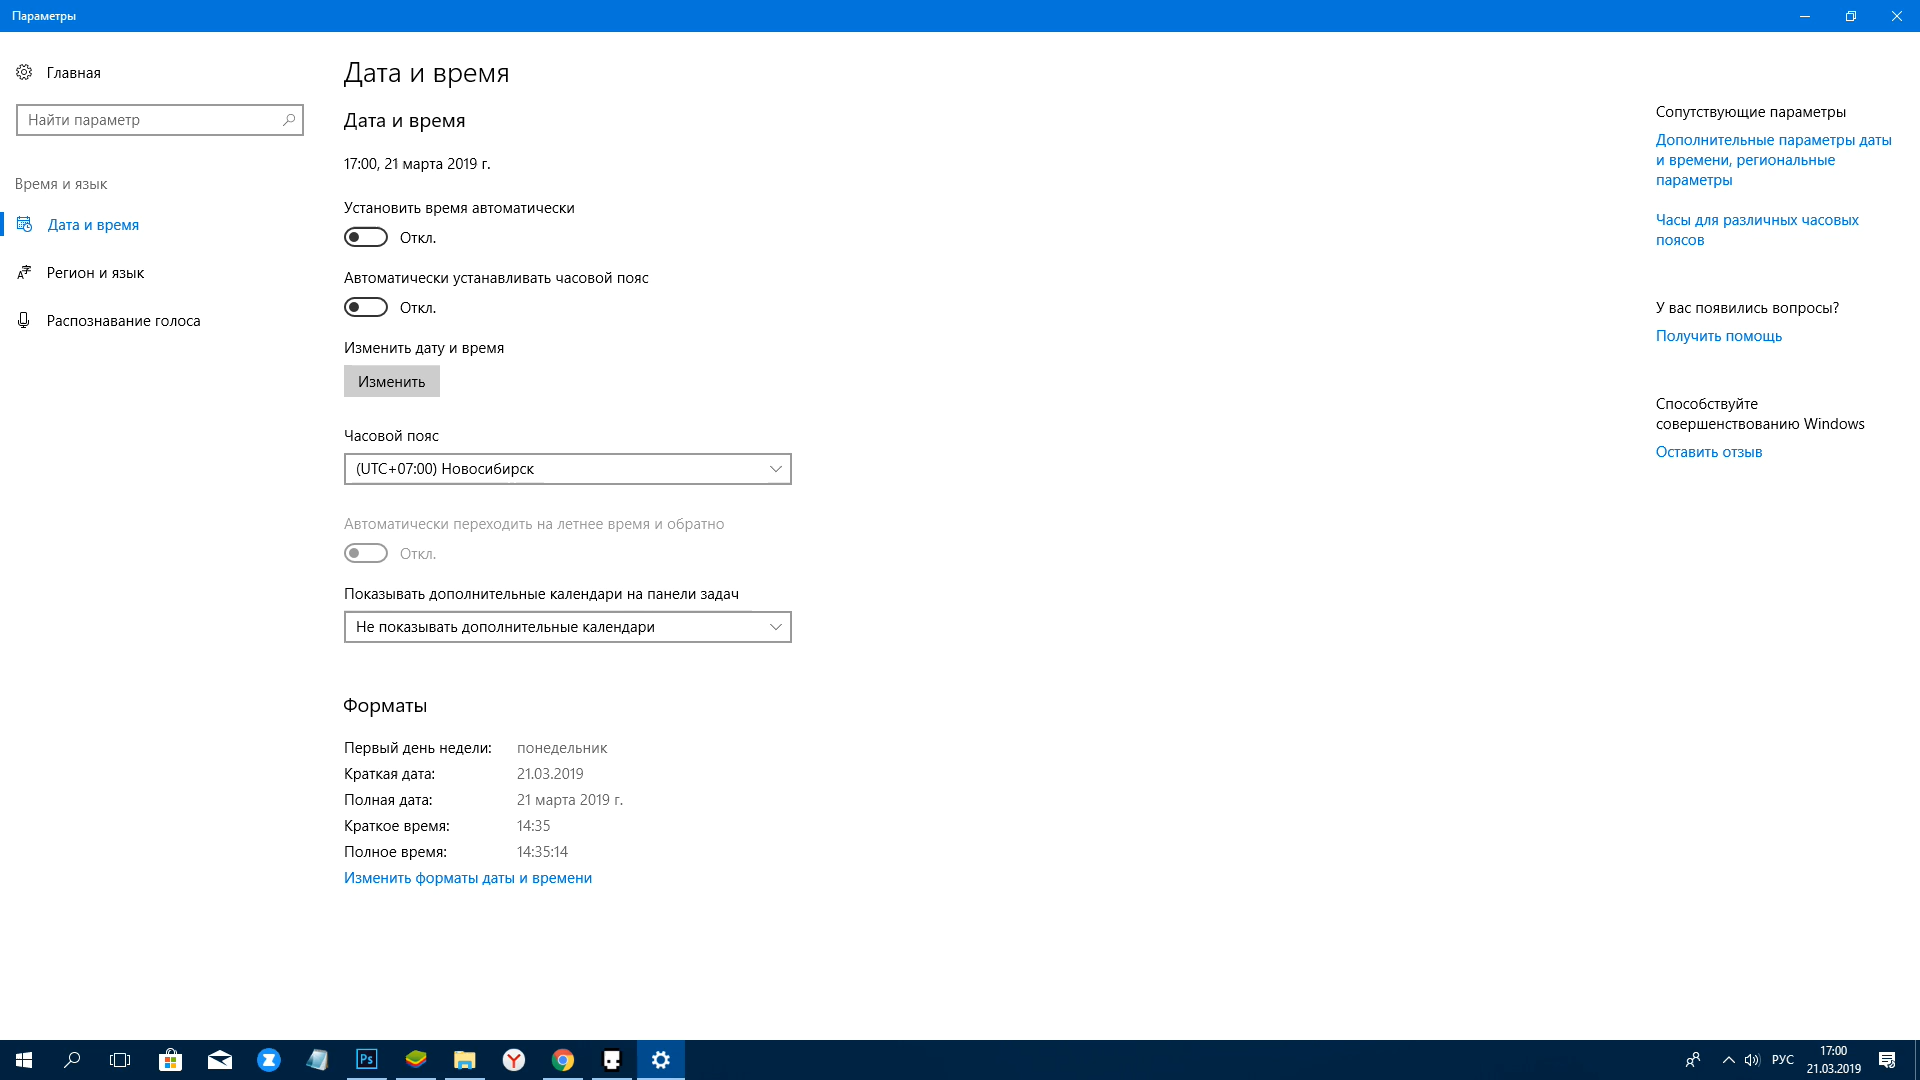 Параметры
Главная
Найти параметр
Время и язык
Дата и время
Регион и язык
Распознавание голоса
Дата и время
Дата и время
17:00, 21 марта 2019 г.
Установить время автоматически
Откл.
Автоматически устанавливать часовой пояс
Откл.
Изменить дату и время
Изменить
Часовой пояс
(UTC+07:00) Новосибирск
Автоматически переходить на летнее время и обратно
Откл.
Показывать дополнительные календари на панели задач
Не показывать дополнительные календари
Форматы
Первый день недели: понедельник
Краткая дата: 21.03.2019
Полная дата: 21 марта 2019 г.
Краткое время: 14:35
Полное время: 14:35:14
Изменить форматы даты и времени
Сопутствующие параметры
Дополнительные параметры даты
и времени, региональные
параметры
Часы для различных часовых
поясов
У вас появились вопросы?
Получить помощь
Способствуйте
совершенствованию Windows
Оставить отзыв
Ps
РУС
17:00
21.03.2019